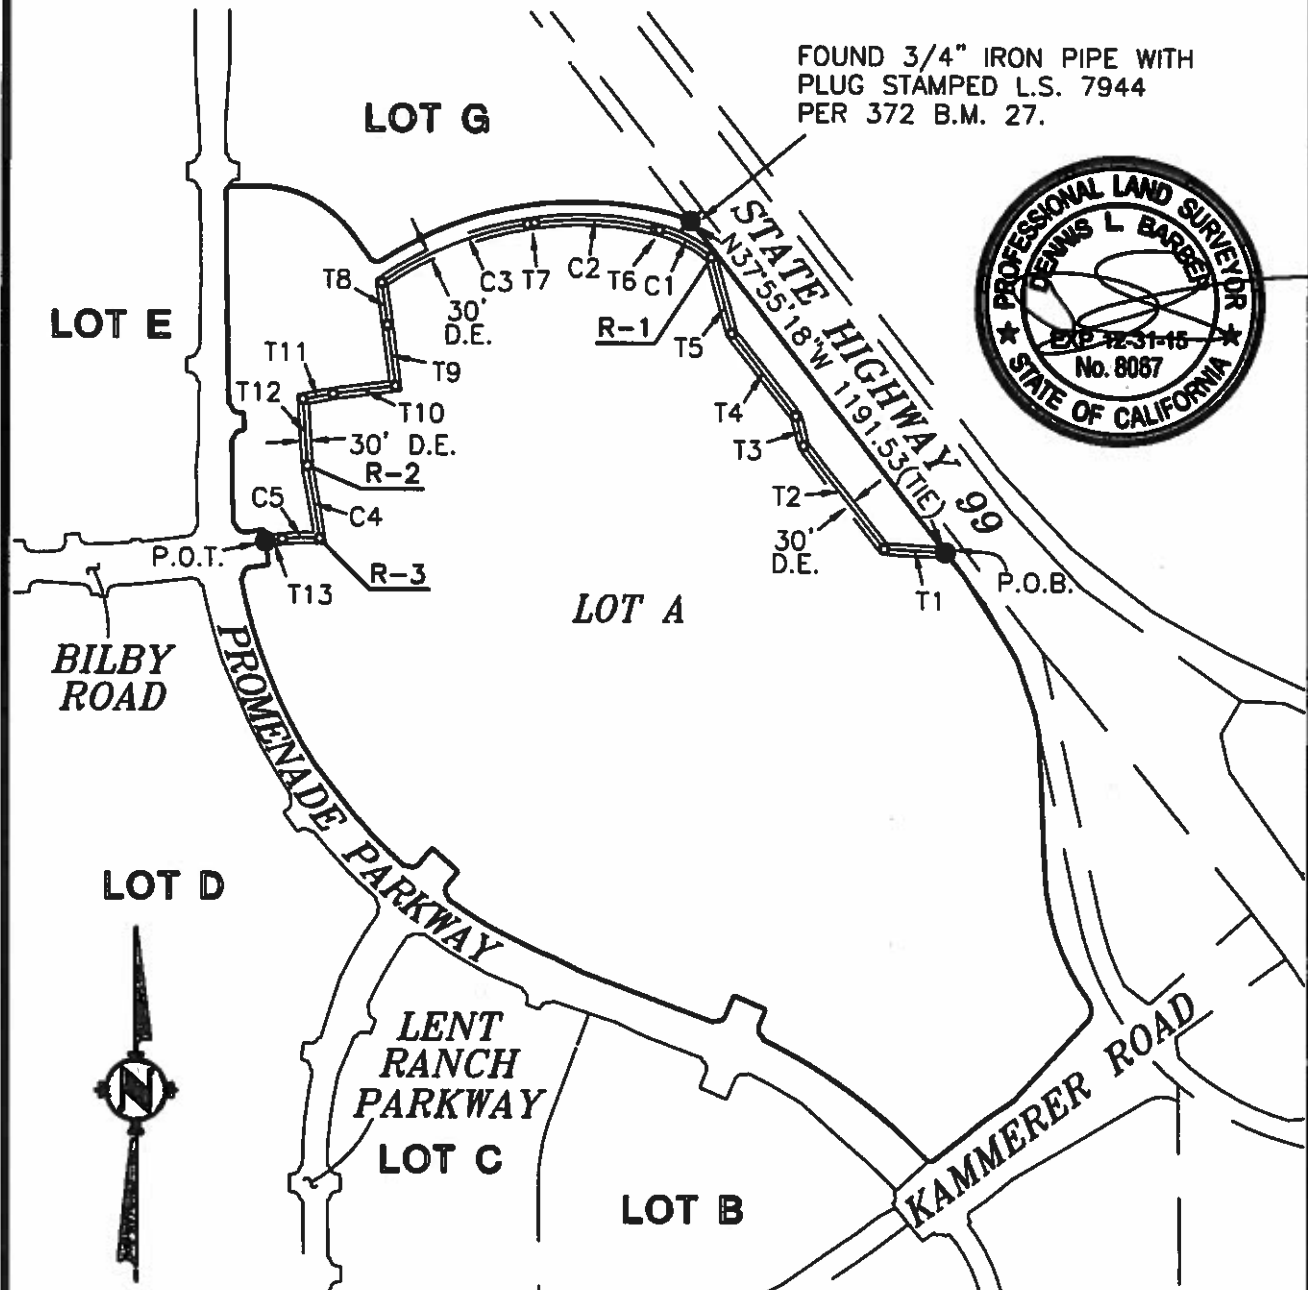 FOUND 3/4" IRON PIPE WITH
PLUG STAMPED L.S. 7944
PER 372 B.M. 27.
LOT G
PROFESSIONAL LAND SURVEYOR
DENNIS L BARBER
EXP 12-31-15
No. 8087
STATE OF CALIFORNIA
STATE HIGHWAY 99
N37°55'18"W 1191.53'(TIE)
T8
C3
T7
C2
T6
C1
30'
D.E.
R-1
T5
LOT E
T11
T9
T12
T10
T4
30' D.E.
T3
R-2
C5
C4
T2
30'
D.E.
P.O.T.
R-3
T13
T1
P.O.B.
LOT A
BILBY
ROAD
PROMENADE PARKWAY
LOT D
LENT
RANCH
PARKWAY
KAMMERER ROAD
N
LOT C
LOT B